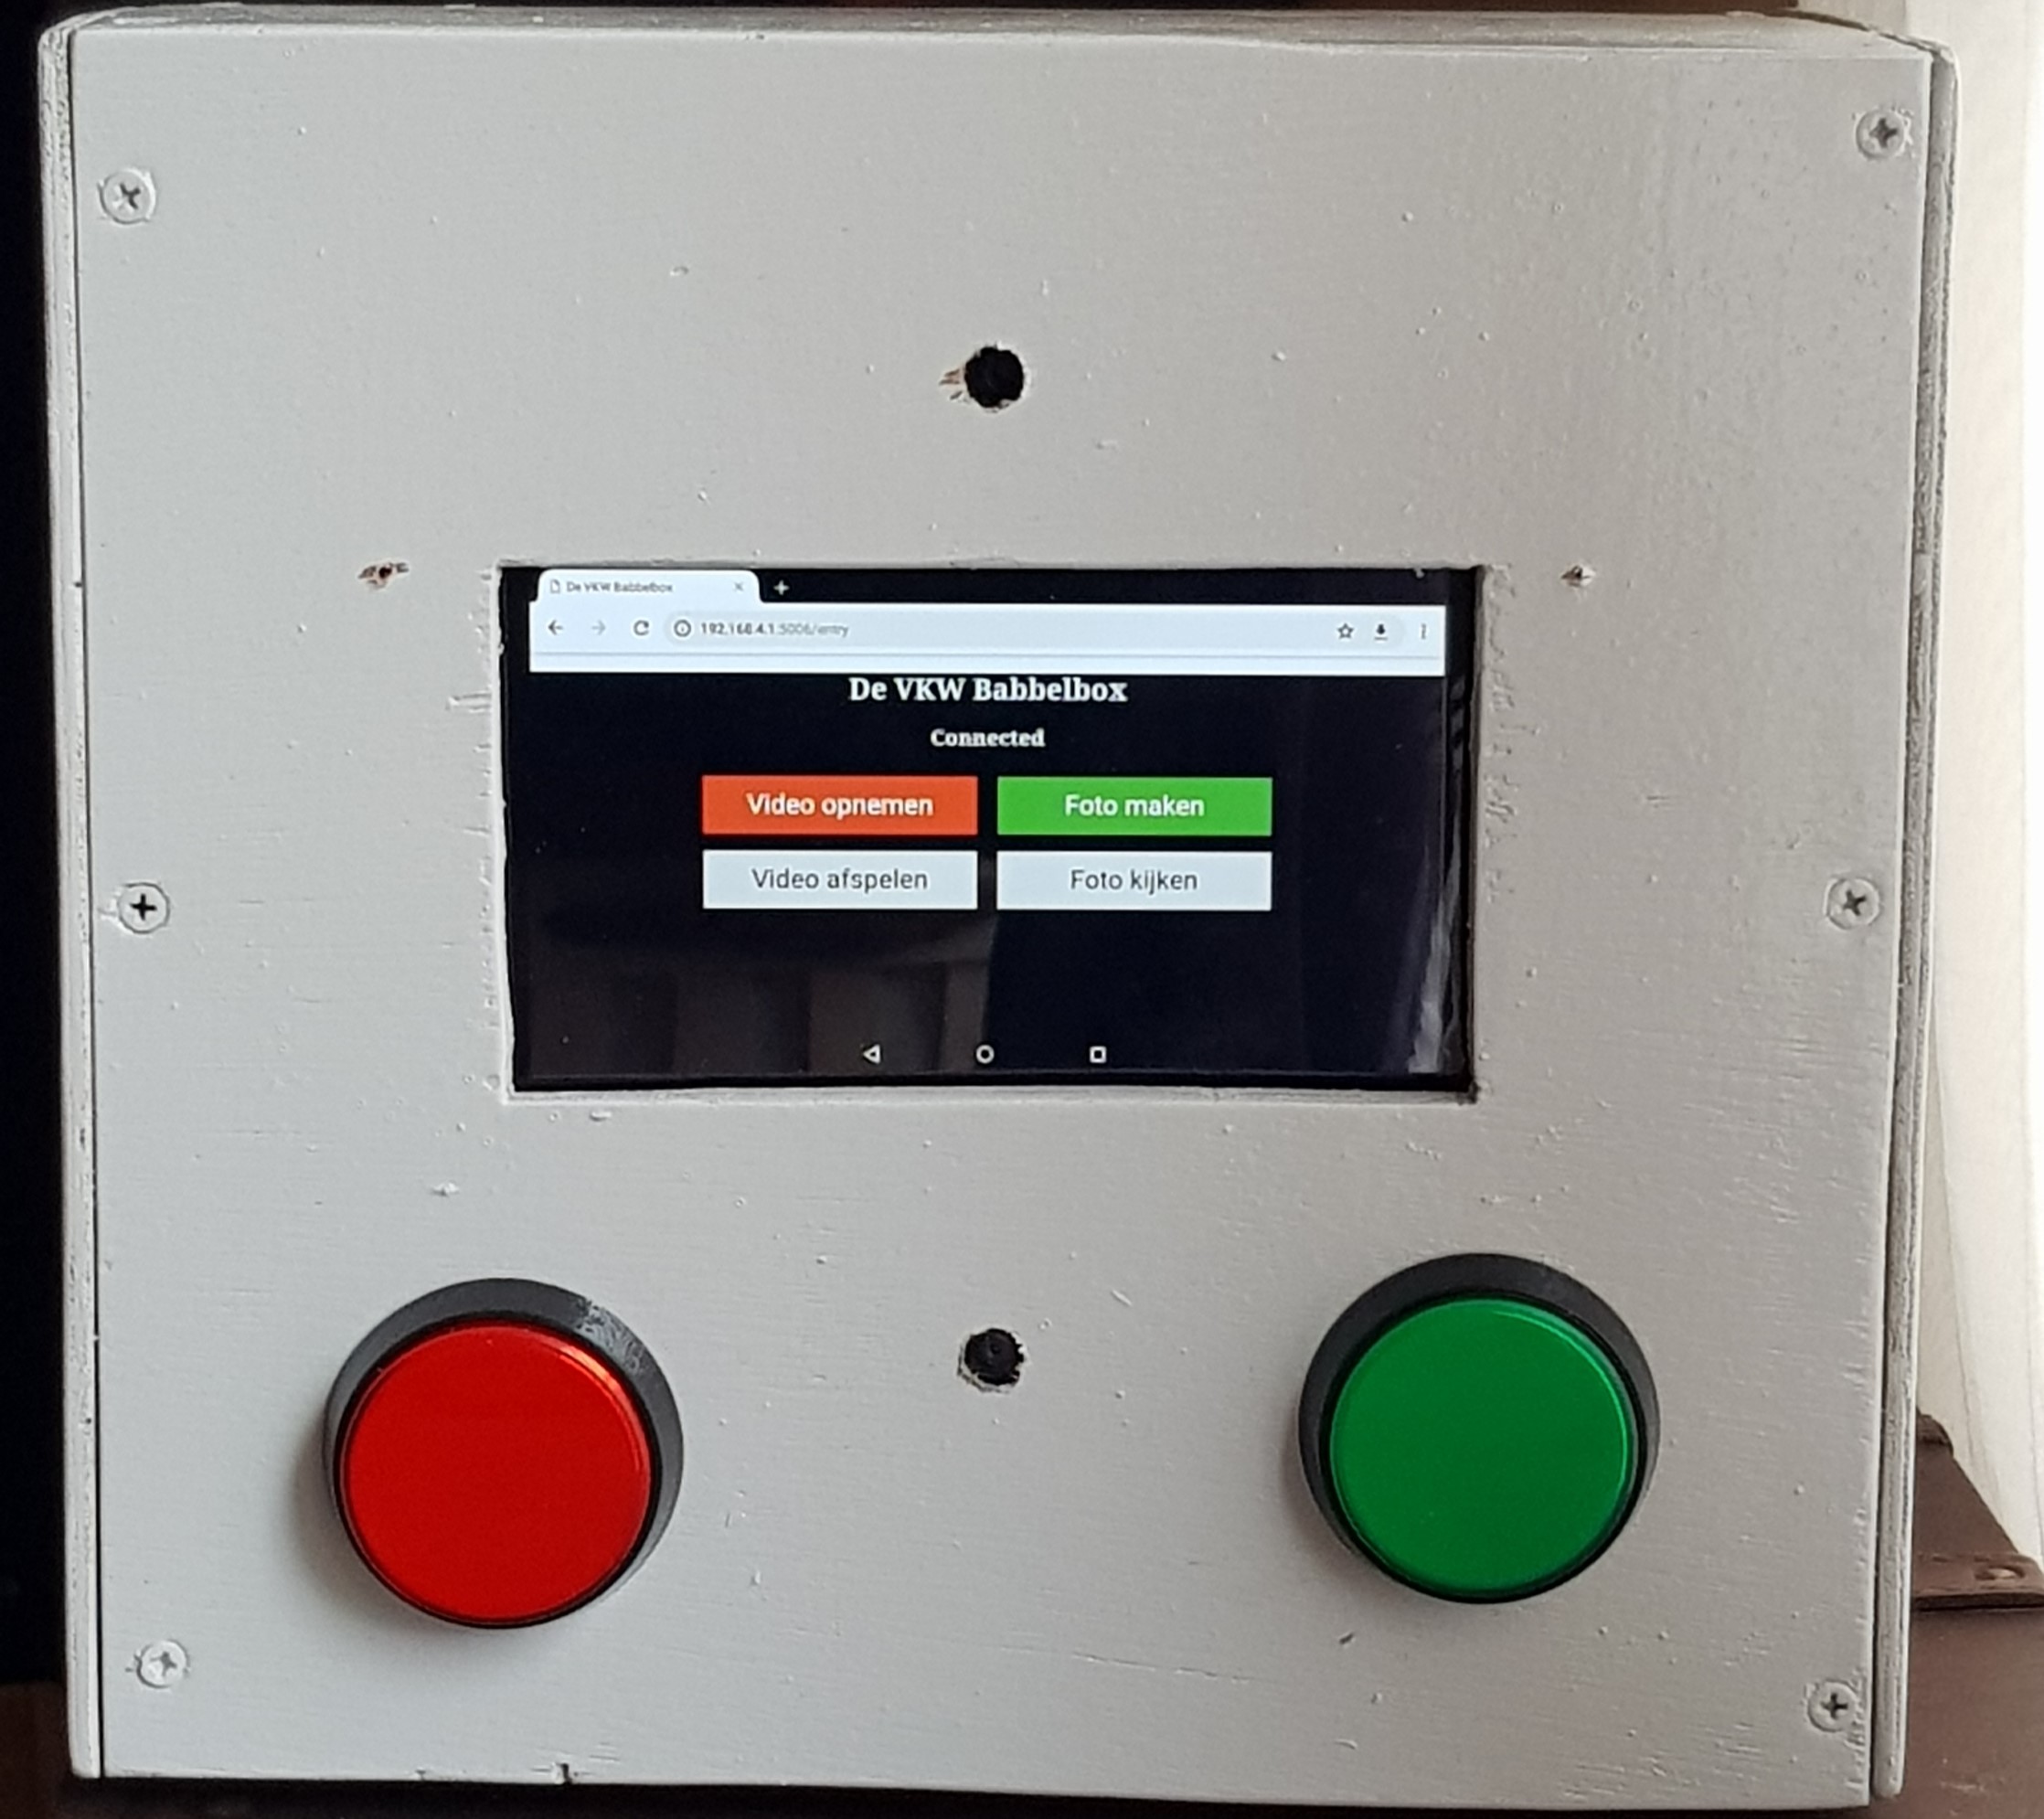 De VKW Babbelbox
192.168.4.1:5006/entry
De VKW Babbelbox
Connected
Video opnemen Foto maken
Video afspelen Foto kijken